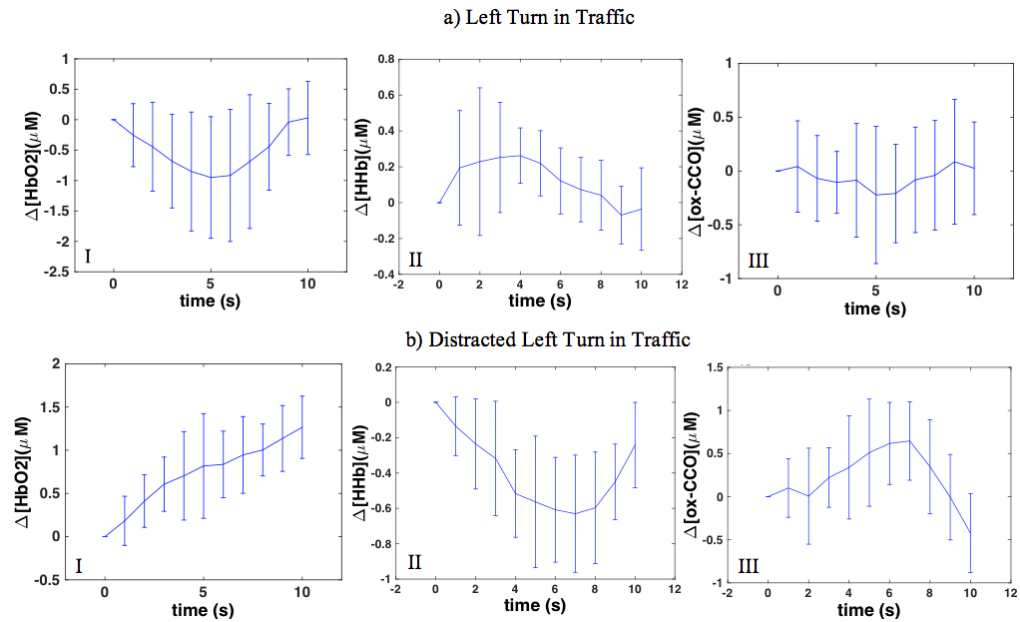 a) Left Turn in Traffic
Δ[HbO2](μM)
1
0.5
0
-0.5
-1
-1.5
-2
-2.5
I
0 5 10
time (s)
Δ[HHb](μM)
0.8
0.6
0.4
0.2
0
0.2
-0.4
II
-2 0 2 4 6 8 10 12
time (s)
Δ[ox-CCO](μM)
1
0.5
0
-0.5
-1
III
0 5 10
time (s)
b) Distracted Left Turn in Traffic
Δ[HbO2](μM)
2
1.5
1
0.5
0
-0.5
I
0 5 10
time (s)
Δ[HHb](μM)
0.2
0
-0.2
-0.4
-0.6
-0.8
-1
II
-2 0 2 4 6 8 10 12
time (s)
Δ[ox-CCO](μM)
1.5
1
0.5
0
-0.5
-1
III
-2 0 2 4 6 8 10 12
time (s)